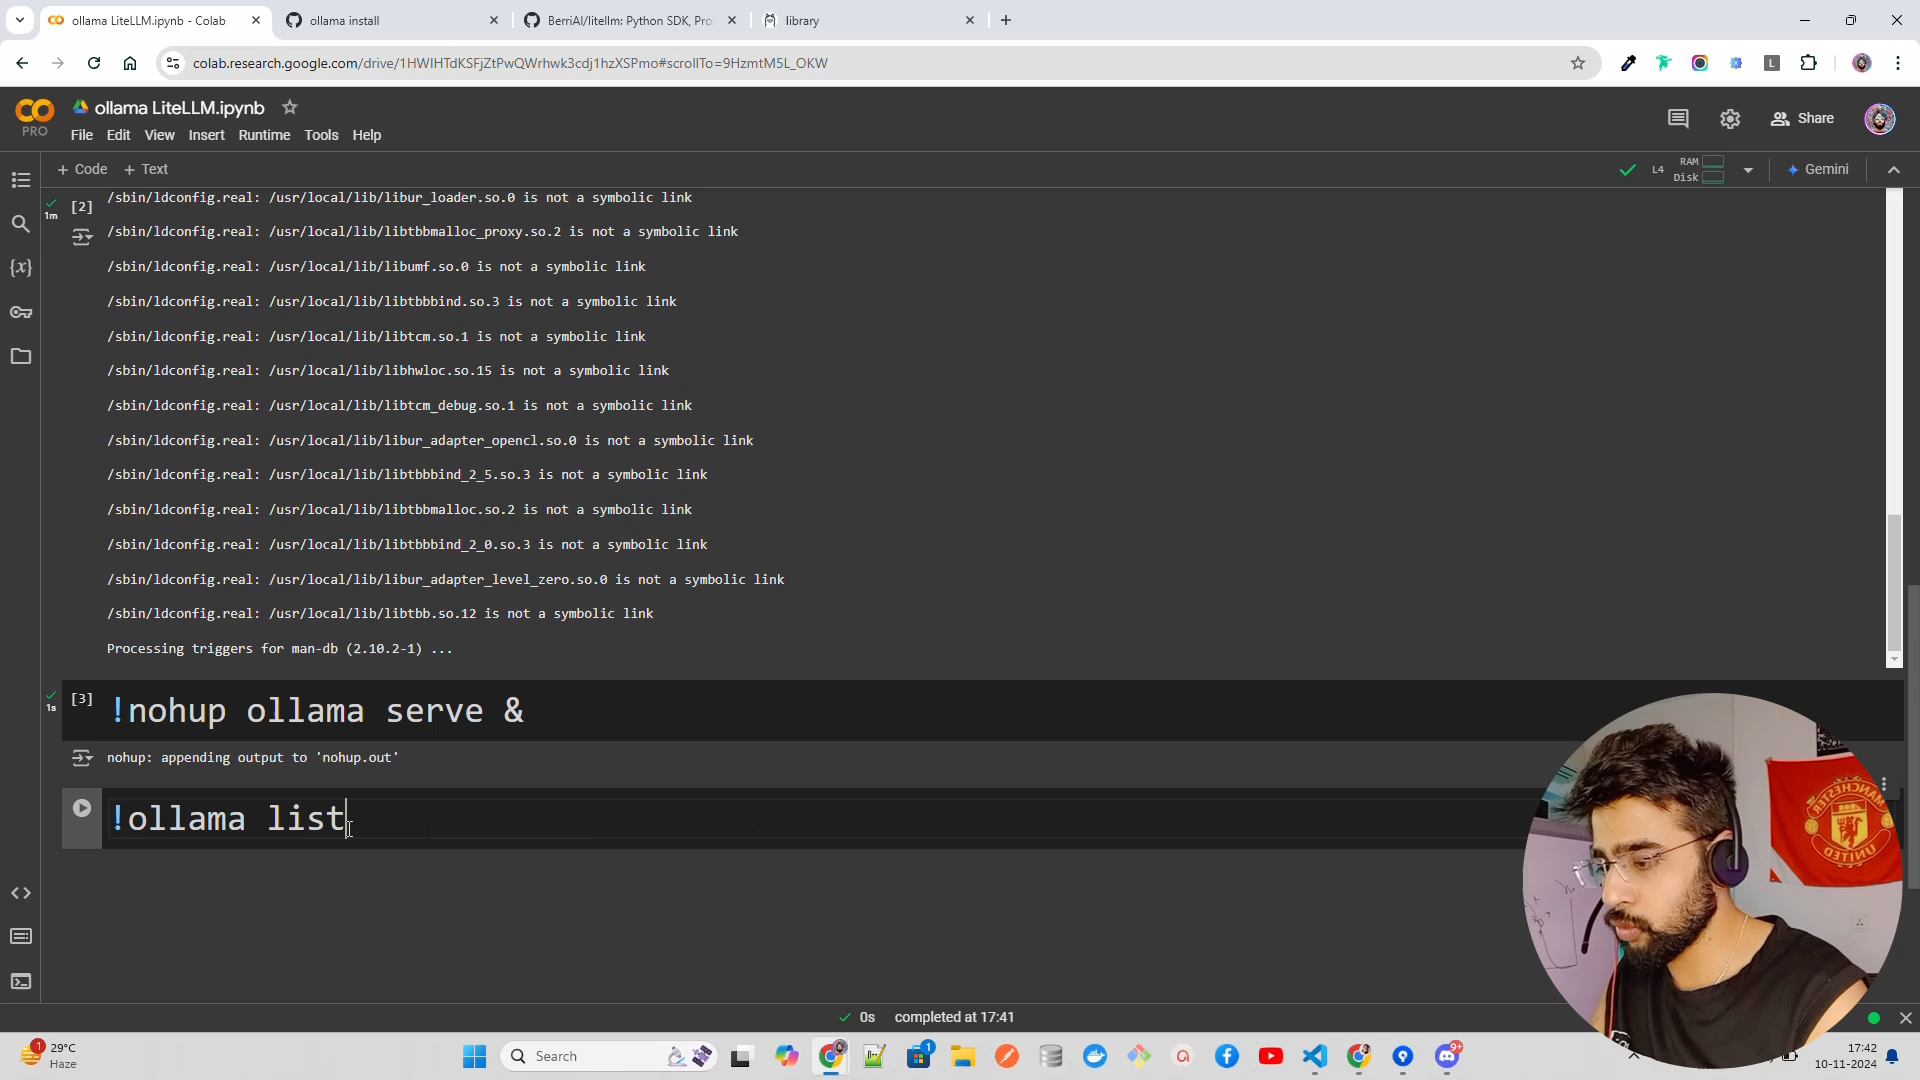 ollama LiteLLM.ipynb - Colab
ollama install
BerriAI/litellm: Python SDK, Pro
library
colab.research.google.com/drive/1HWIHTdKSFjZtPwQWrhwk3cdj1hzXSPmo#scrollTo=9HzmtM5L_OKW
PRO
ollama LiteLLM.ipynb
File Edit View Insert Runtime Tools Help
Share
+ Code + Text
L4
RAM
Disk
Gemini
[2]
1m
/sbin/ldconfig.real: /usr/local/lib/libur_loader.so.0 is not a symbolic link
/sbin/ldconfig.real: /usr/local/lib/libtbbmalloc_proxy.so.2 is not a symbolic link
/sbin/ldconfig.real: /usr/local/lib/libumf.so.0 is not a symbolic link
/sbin/ldconfig.real: /usr/local/lib/libtbbbind.so.3 is not a symbolic link
/sbin/ldconfig.real: /usr/local/lib/libtcm.so.1 is not a symbolic link
/sbin/ldconfig.real: /usr/local/lib/libhwloc.so.15 is not a symbolic link
/sbin/ldconfig.real: /usr/local/lib/libtcm_debug.so.1 is not a symbolic link
/sbin/ldconfig.real: /usr/local/lib/libur_adapter_opencl.so.0 is not a symbolic link
/sbin/ldconfig.real: /usr/local/lib/libtbbbind_2_5.so.3 is not a symbolic link
/sbin/ldconfig.real: /usr/local/lib/libtbbmalloc.so.2 is not a symbolic link
/sbin/ldconfig.real: /usr/local/lib/libtbbbind_2_0.so.3 is not a symbolic link
/sbin/ldconfig.real: /usr/local/lib/libur_adapter_level_zero.so.0 is not a symbolic link
/sbin/ldconfig.real: /usr/local/lib/libtbb.so.12 is not a symbolic link
Processing triggers for man-db (2.10.2-1) ...
[3]
1s
!nohup ollama serve &
nohup: appending output to 'nohup.out'
!ollama list
MANCHESTER
UNITED
0s completed at 17:41
1
29°C
Haze
Search
1
9+
17:42
10-11-2024